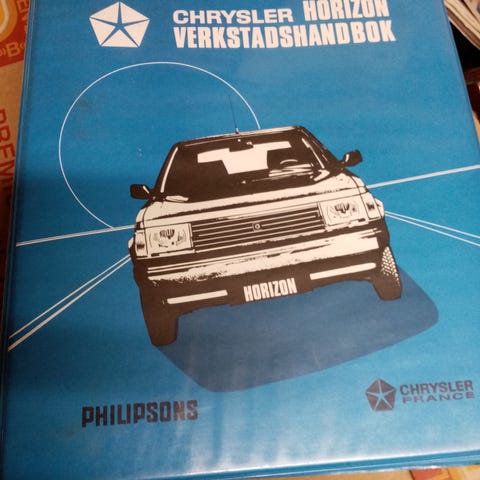 CHRYSLER HORIZON
VERKSTADSHANDBOK
HORIZON
PHILIPSONS
CHRYSLER
FRANCE